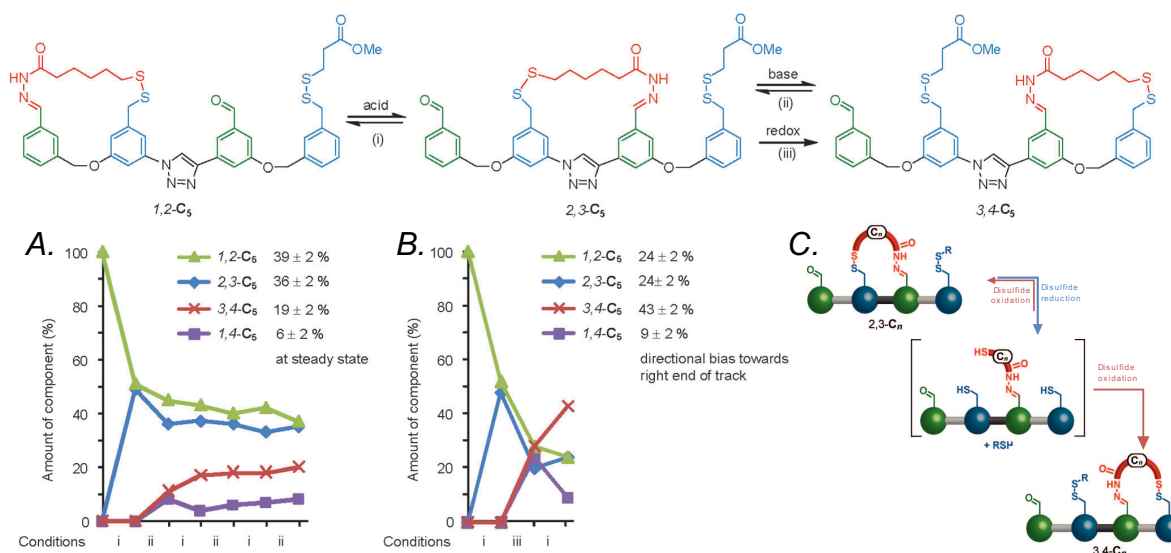 O
HN
N
O
S
S
O
OMe
S
S
O
O
N
N=N
1,2-C₅
acid
(i)
O
O
S
S
O
NH
N
O
OMe
S
S
O
N
N=N
2,3-C₅
base
(ii)
redox
(iii)
O
O
OMe
S
S
O
HN
N
S
S
O
O
N
N=N
3,4-C₅
A.
Amount of component (%)
100
80
60
40
20
0
1,2-C₅ 39 ± 2 %
2,3-C₅ 36 ± 2 %
3,4-C₅ 19 ± 2 %
1,4-C₅ 6 ± 2 %
at steady state
Conditions i ii i ii i ii
B.
Amount of component (%)
100
80
60
40
20
0
1,2-C₅ 24 ± 2 %
2,3-C₅ 24± 2 %
3,4-C₅ 43 ± 2 %
1,4-C₅ 9 ± 2 %
directional bias towards
right end of track
Conditions i iii i
C.
Cₙ
O
NH
N
S
S
O
S-R
S
2,3-Cₙ
Disulfide
oxidation
Disulfide
reduction
HS
Cₙ
O
NH
N
O
HS
HS
+ RSH
Disulfide
oxidation
Cₙ
O
HN
N
S
S
O
S-R
S
3,4-Cₙ